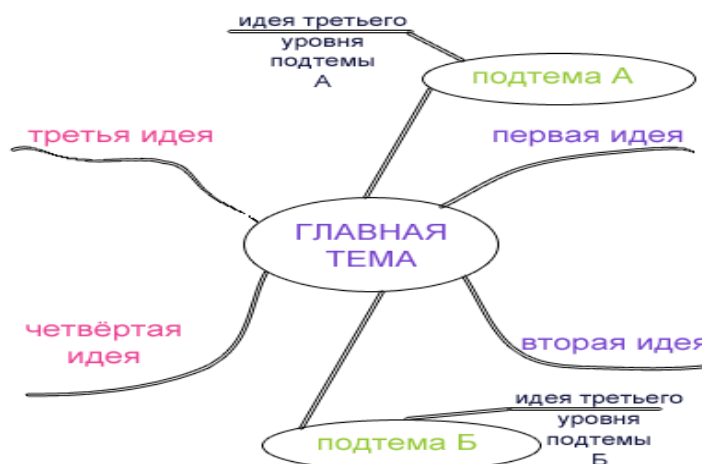 идея третьего
уровня
подтемы
А
подтема А
третья идея
первая идея
ГЛАВНАЯ
ТЕМА
четвёртая
идея
вторая идея
идея третьего
уровня
подтемы
Б
подтема Б